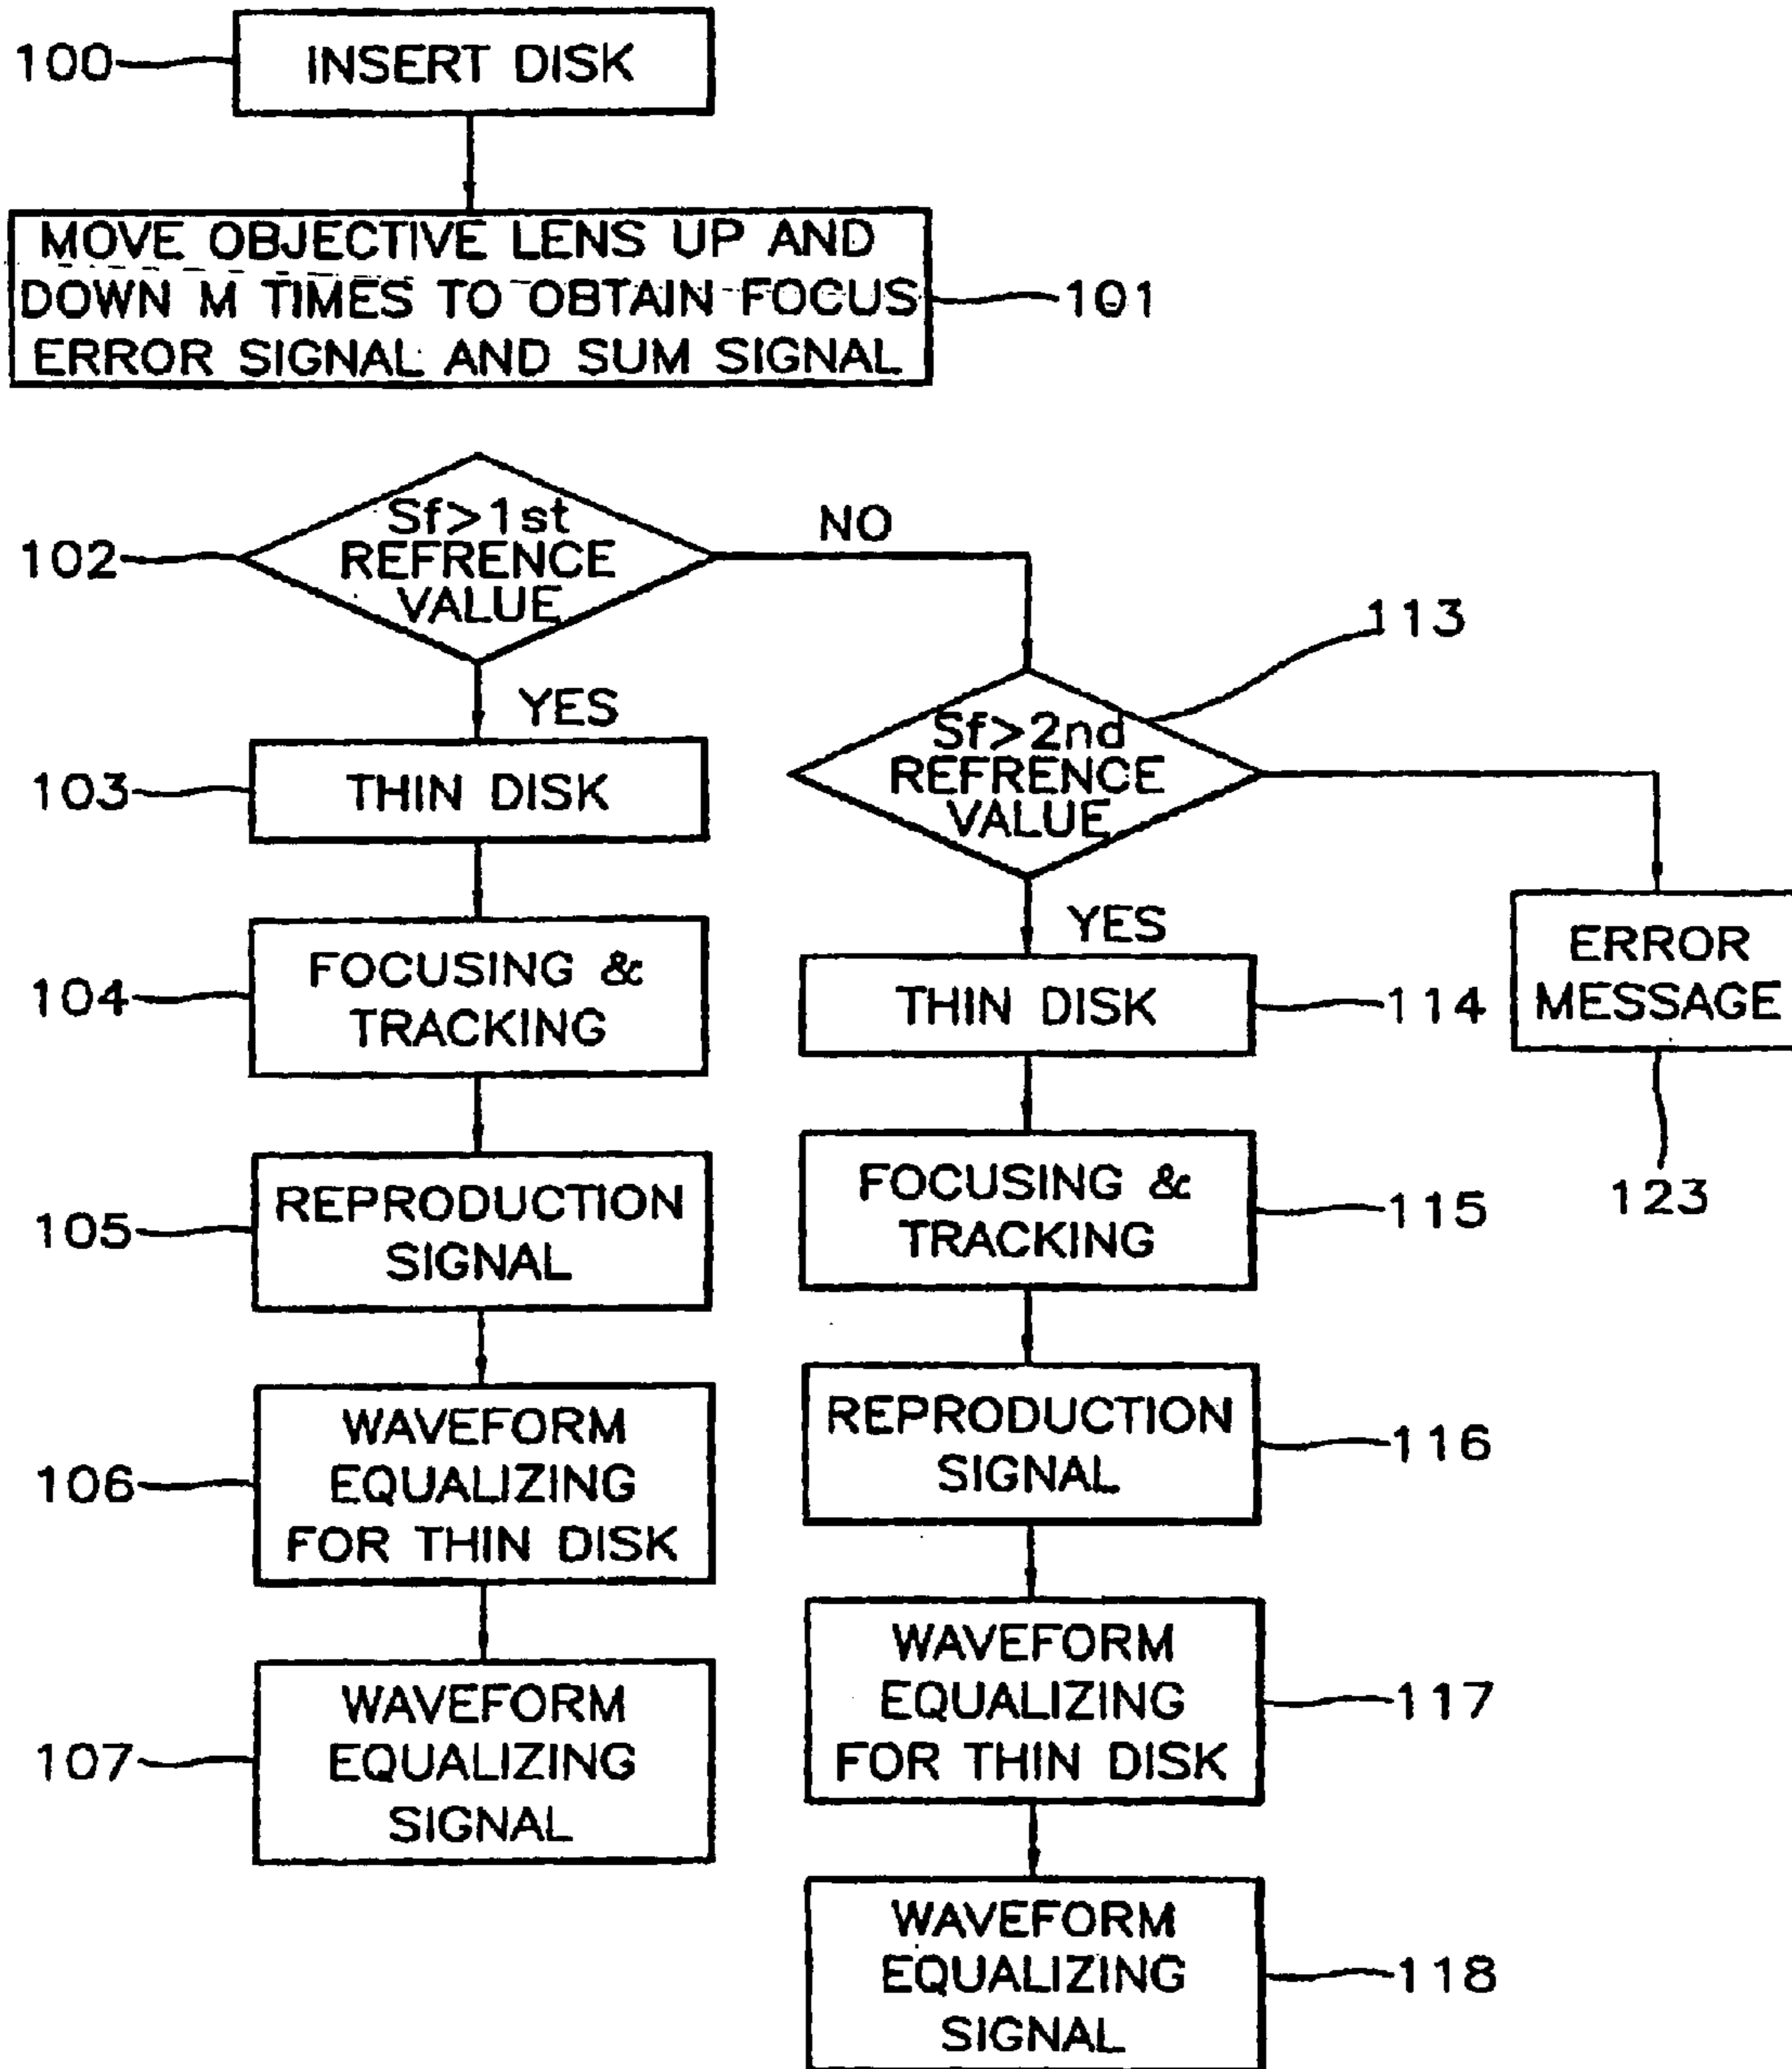 100
INSERT DISK
MOVE OBJECTIVE LENS UP AND
DOWN M TIMES TO OBTAIN FOCUS
ERROR SIGNAL AND SUM SIGNAL
101
102
Sf>1st
REFRENCE
VALUE
NO
YES
113
Sf>2nd
REFRENCE
VALUE
YES
103
THIN DISK
104
FOCUSING &
TRACKING
105
REPRODUCTION
SIGNAL
106
WAVEFORM
EQUALIZING
FOR THIN DISK
107
WAVEFORM
EQUALIZING
SIGNAL
THIN DISK
114
FOCUSING &
TRACKING
115
REPRODUCTION
SIGNAL
116
WAVEFORM
EQUALIZING
FOR THIN DISK
117
WAVEFORM
EQUALIZING
SIGNAL
118
ERROR
MESSAGE
123